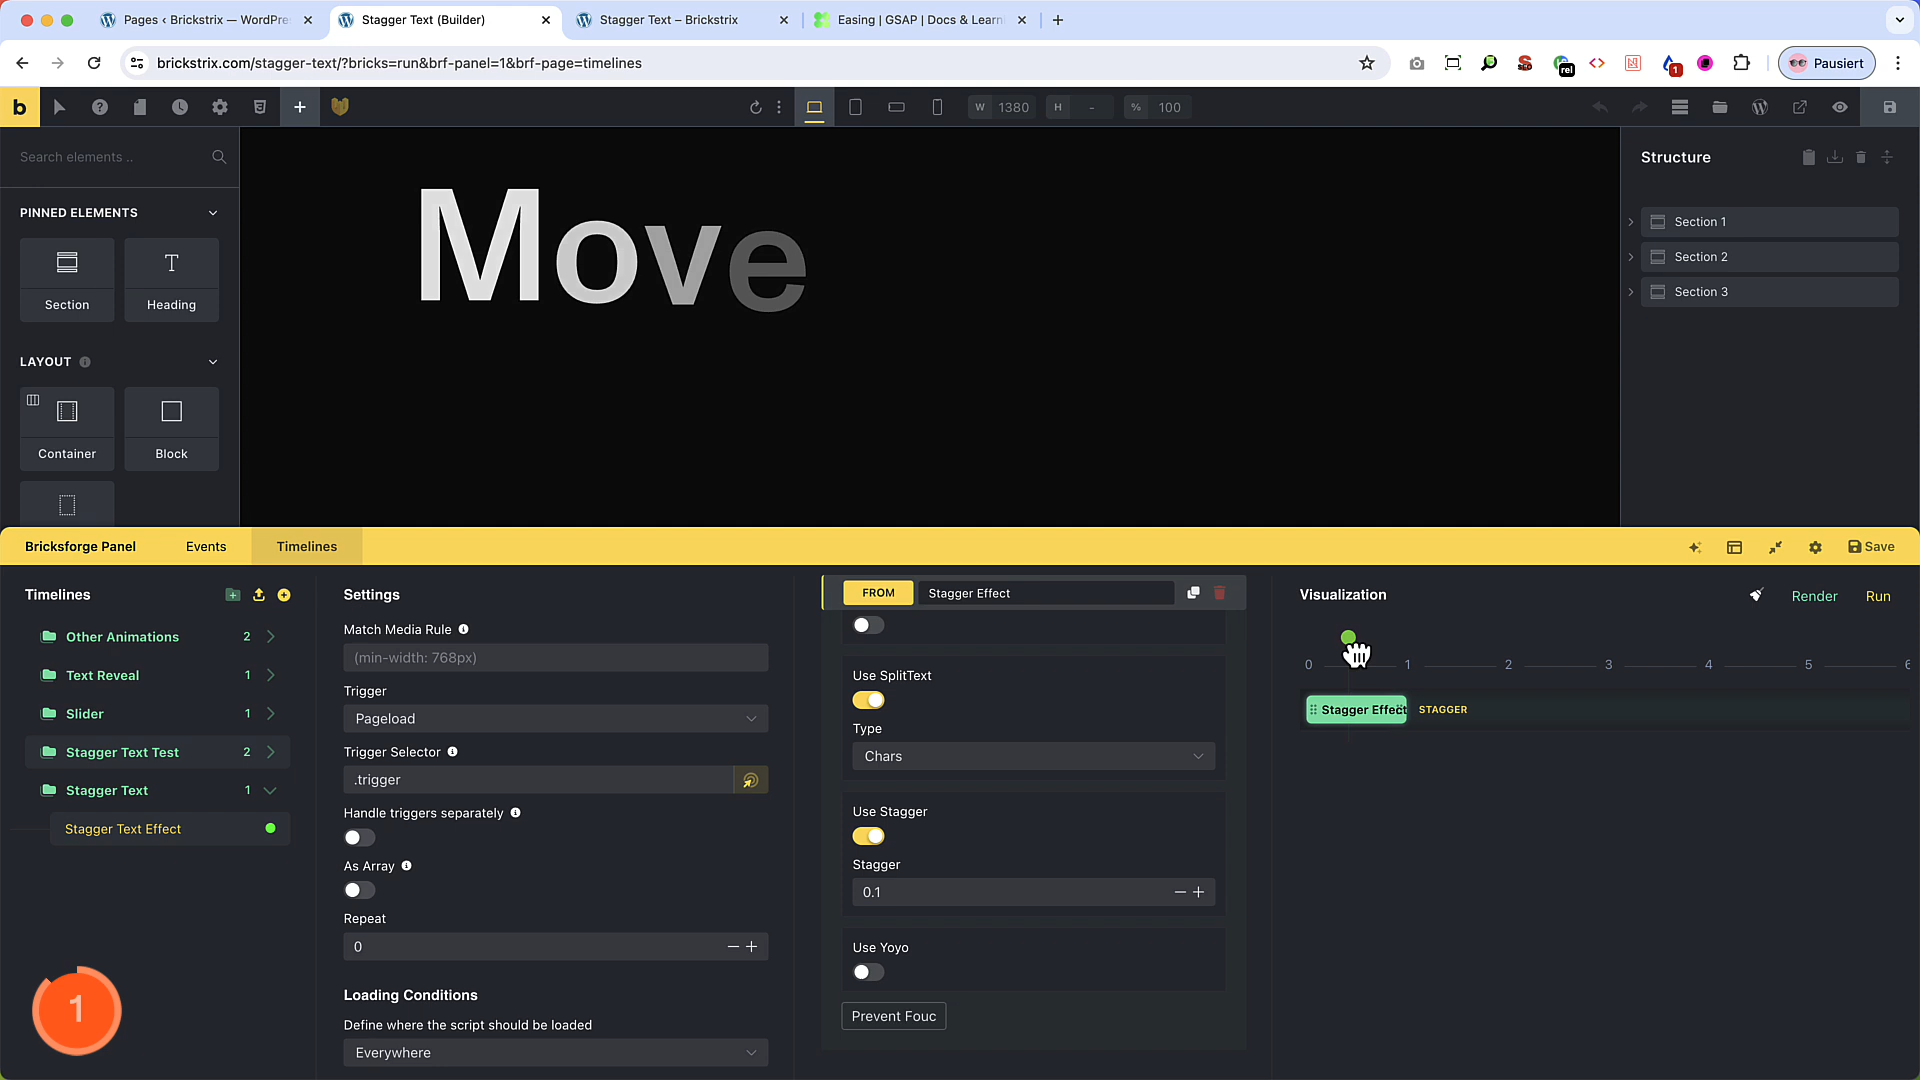 Pages ‹ Brickstrix — WordPre
Stagger Text (Builder)
Stagger Text – Brickstrix
Easing | GSAP | Docs & Learn
brickstrix.com/stagger-text/?bricks=run&brf-panel=1&brf-page=timelines
rel
1
Pausiert
b
W 1380
H -
% 100
Search elements ..
PINNED ELEMENTS
Section
Heading
LAYOUT
Container
Block
Move
Structure
Section 1
Section 2
Section 3
Bricksforge Panel
Events
Timelines
Save
Timelines
Other Animations 2
Text Reveal 1
Slider 1
Stagger Text Test 2
Stagger Text 1
Stagger Text Effect
1
Settings
Match Media Rule
(min-width: 768px)
Trigger
Pageload
Trigger Selector
.trigger
Handle triggers separately
As Array
Repeat
0
Loading Conditions
Define where the script should be loaded
Everywhere
FROM
Stagger Effect
Use SplitText
Type
Chars
Use Stagger
Stagger
0.1
Use Yoyo
Prevent Fouc
Visualization
Render
Run
0 1 2 3 4 5 6
Stagger Effect
STAGGER